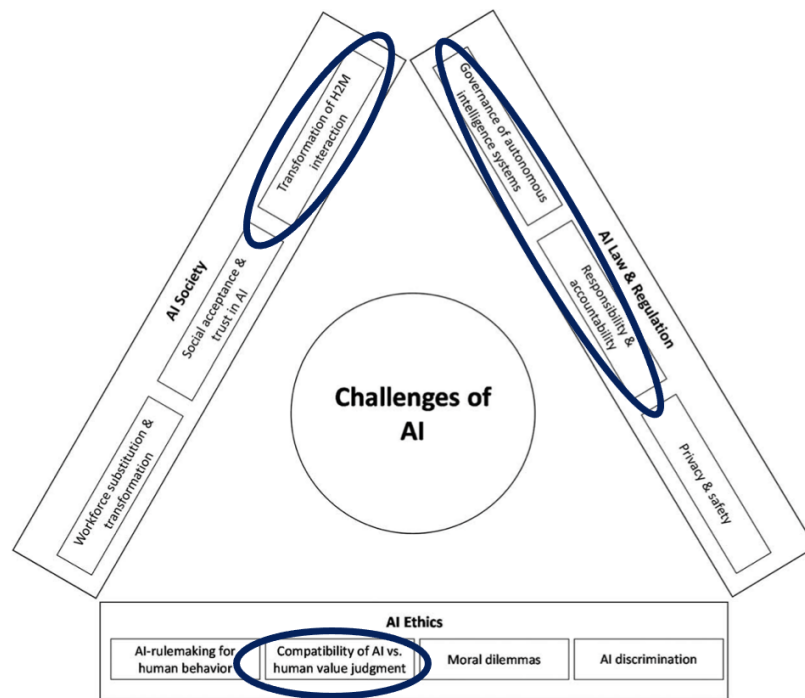 AI Society
Transformation of H2M
interaction
Social acceptance &
trust in AI
Workforce substitution &
transformation
AI Law & Regulation
Governance of autonomous
intelligence systems
Responsibility &
accountability
Privacy & safety
Challenges of
AI
AI Ethics
AI-rulemaking for
human behavior
Compatibility of AI vs.
human value judgment
Moral dilemmas
AI discrimination